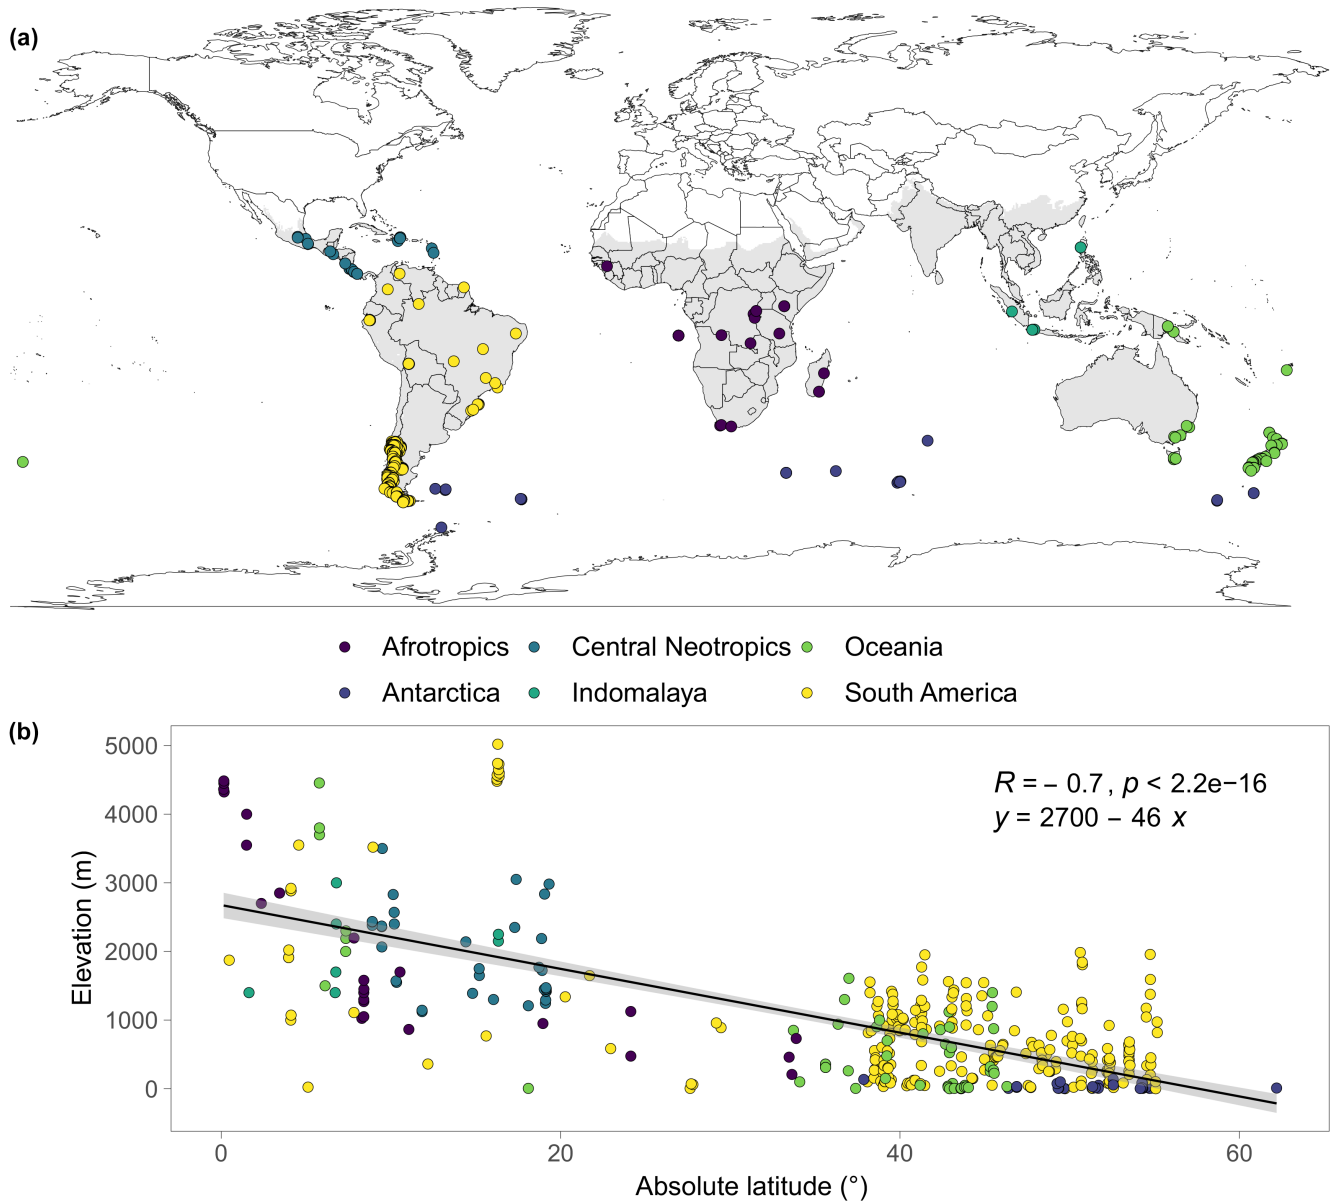 (a)
Afrotropics Central Neotropics Oceania
Antarctica Indomalaya South America
(b)
5000
4000
3000
2000
1000
0
Elevation (m)
R = − 0.7 , p < 2.2e−16
y = 2700 − 46 x
0 20 40 60
Absolute latitude (°)